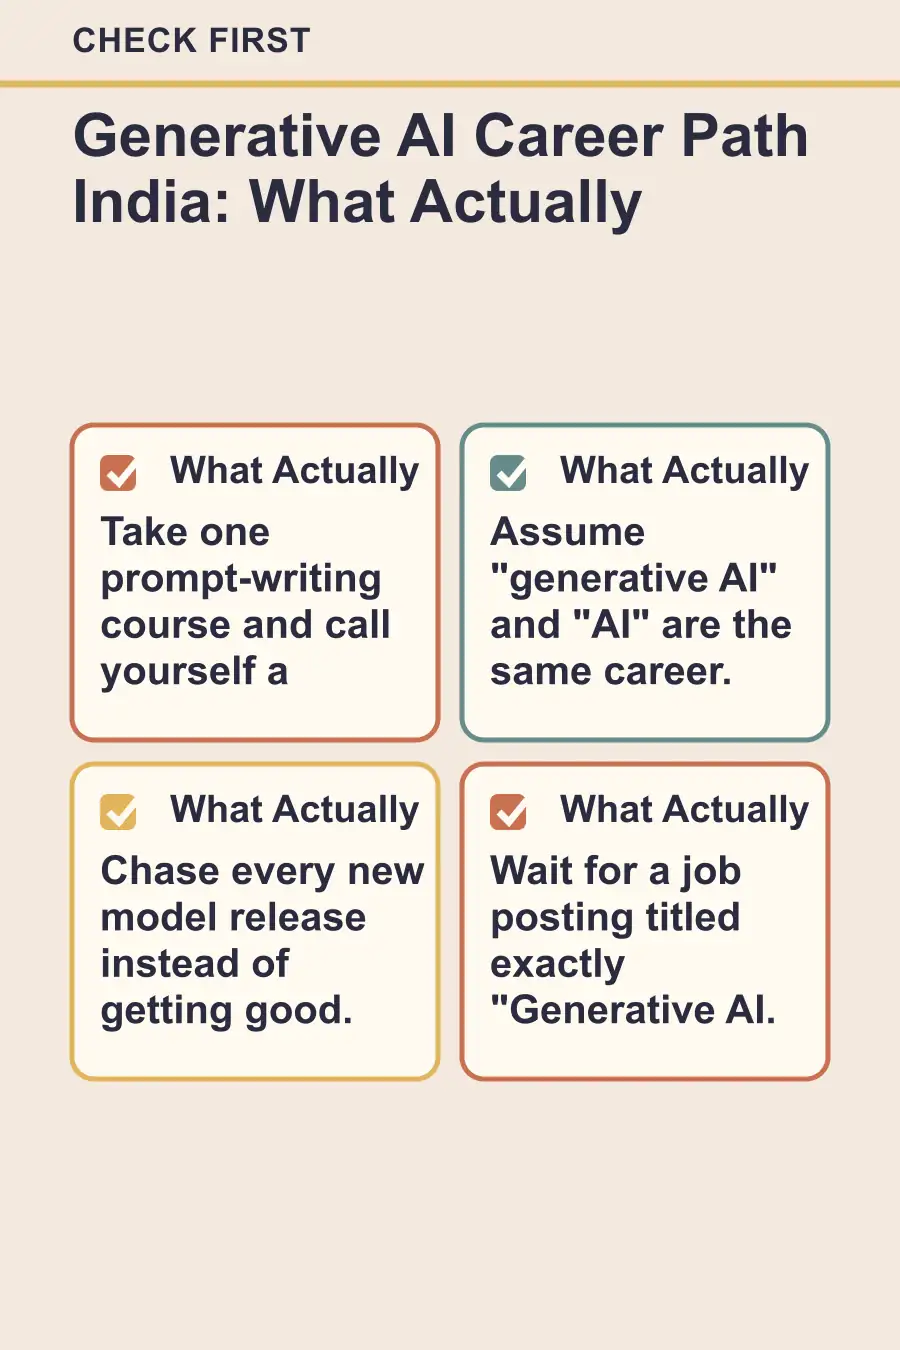 CHECK FIRST
Generative AI Career Path
India: What Actually
What Actually
Take one
prompt-writing
course and call
yourself a
What Actually
Assume
"generative AI"
and "AI" are the
same career.
What Actually
Chase every new
model release
instead of
getting good.
What Actually
Wait for a job
posting titled
exactly
"Generative AI.